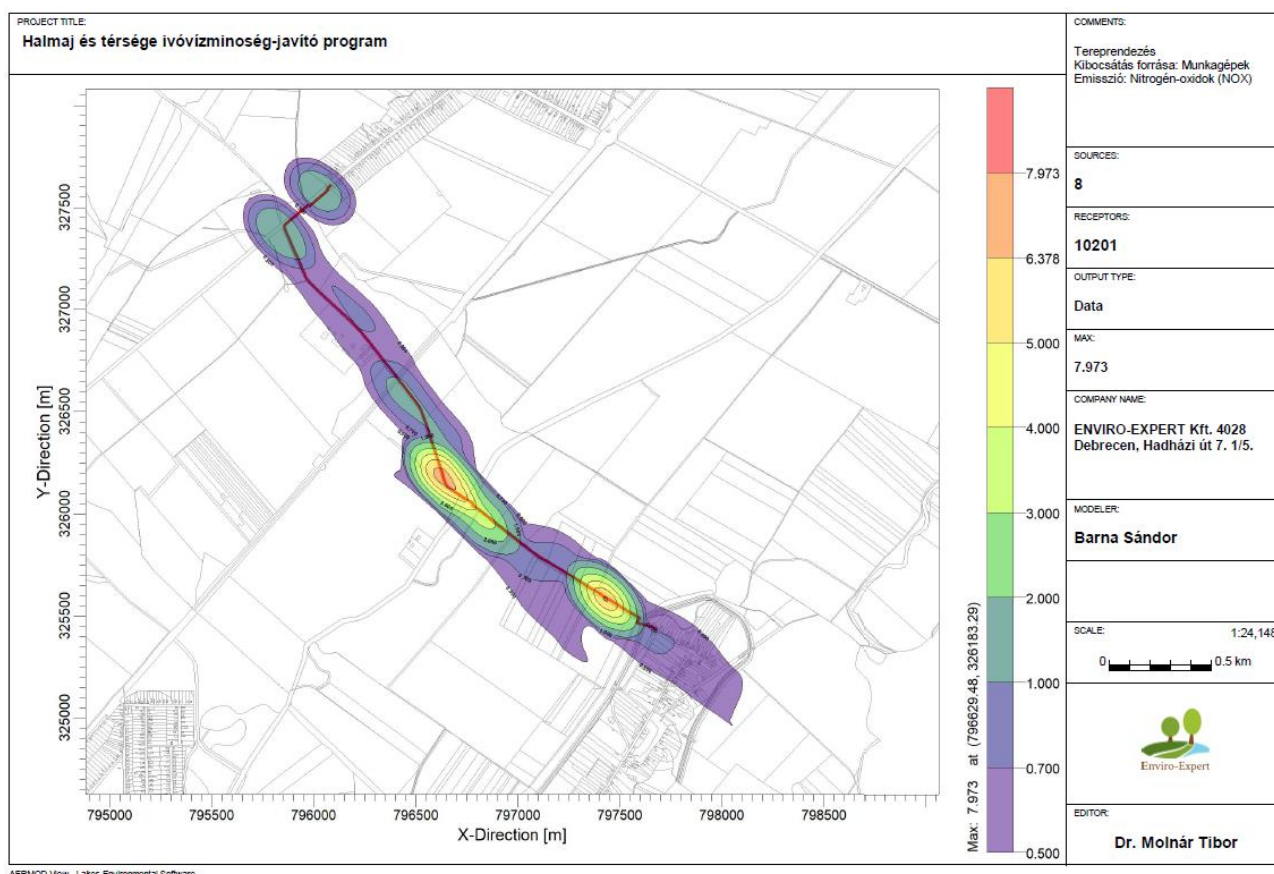 PROJECT TITLE:
Halmaj és térsége ivóvízminoség-javító program
COMMENTS:
Tereprendezés
Kibocsátás forrása: Munkagépek
Emisszió: Nitrogén-oxidok (NOX)
SOURCES:
8
RECEPTORS:
10201
OUTPUT TYPE:
Data
MAX:
7.973
COMPANY NAME:
ENVIRO-EXPERT Kft. 4028
Debrecen, Hadházi út 7. 1/5.
MODELER:
Barna Sándor
SCALE:
1:24,148
0
0.5 km
Enviro-Expert
EDITOR:
Dr. Molnár Tibor
Y-Direction [m]
327500
327000
326500
326000
325500
325000
795000
795500
796000
796500
797000
797500
798000
798500
X-Direction [m]
7.973
6.378
5.000
4.000
3.000
2.000
1.000
0.700
0.500
Max: 7.973 at (796629.48, 326183.29)
AERMOD View - Lakes Environmental Software